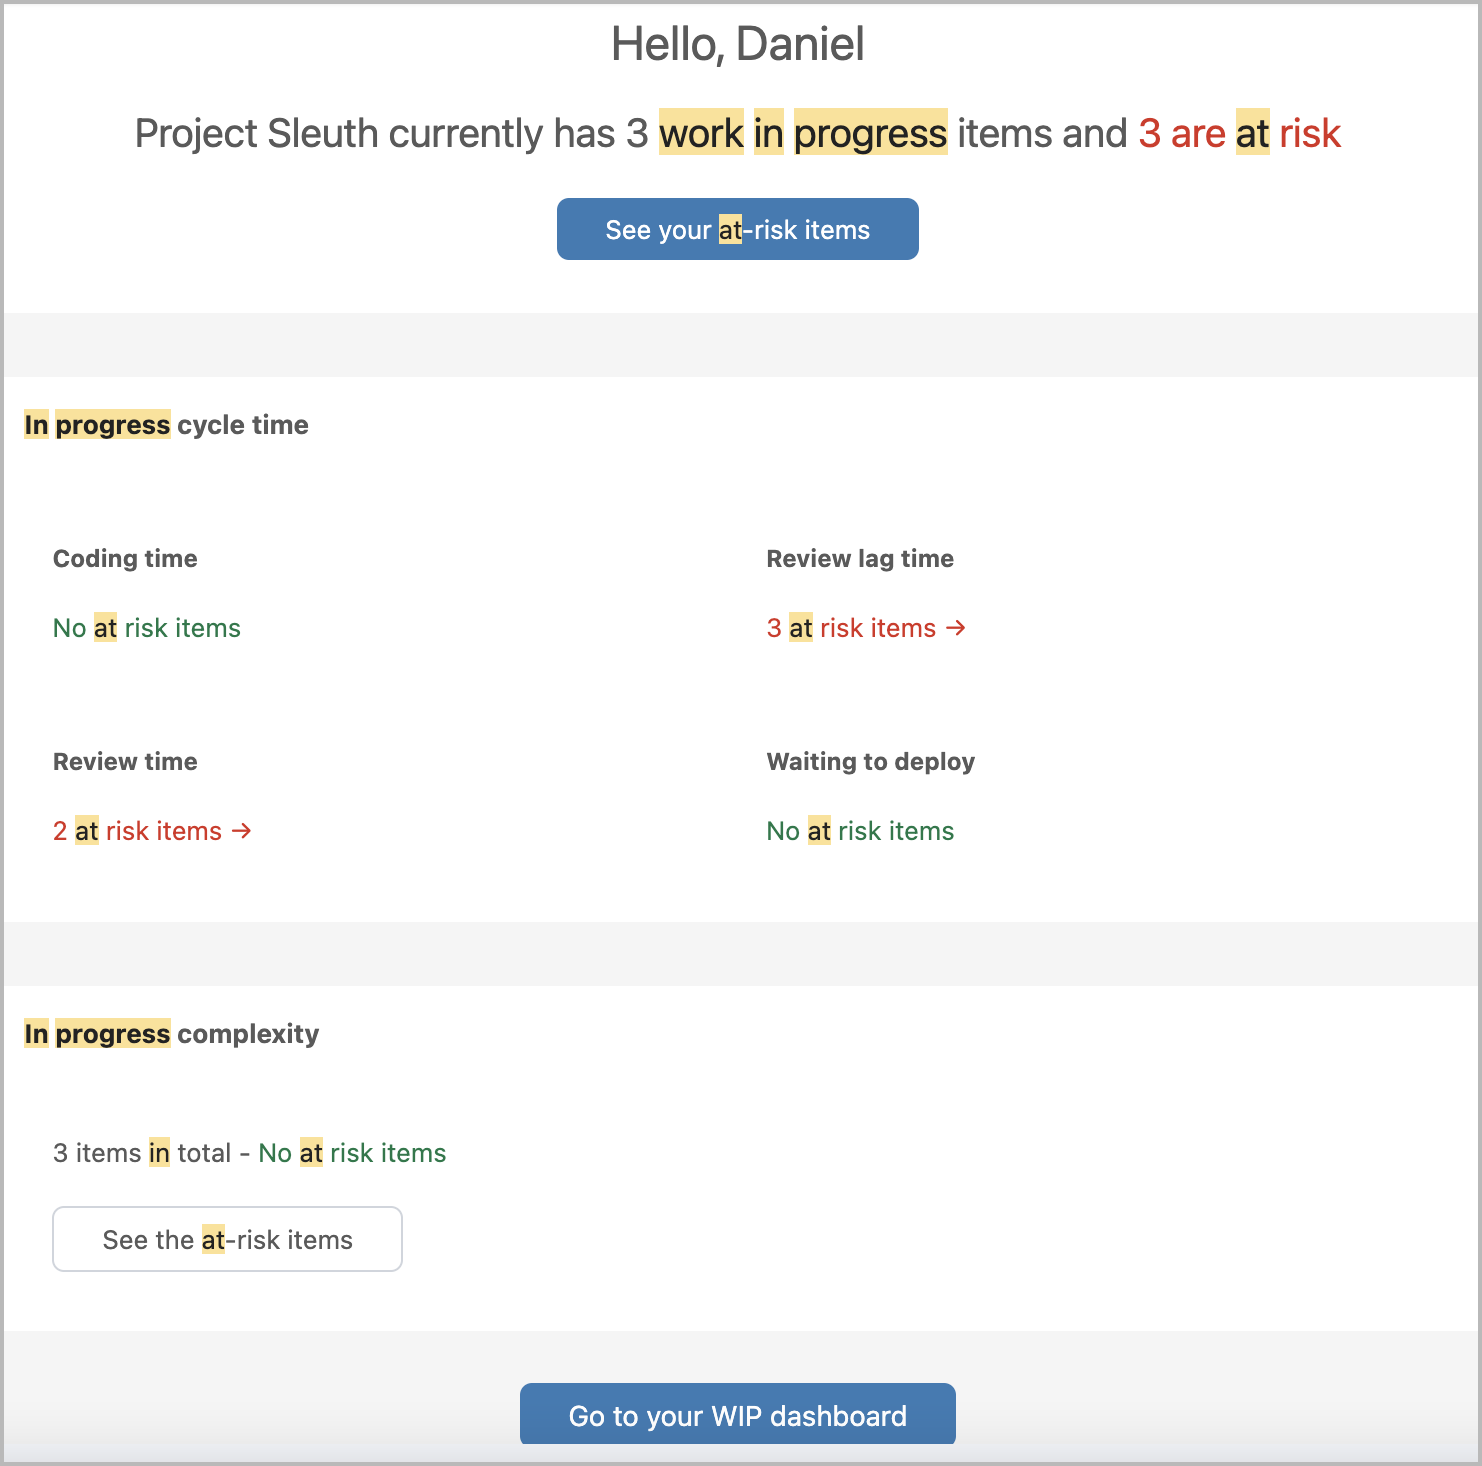 Hello, Daniel
Project Sleuth currently has 3 work in progress items and 3 are at risk
See your at-risk items
In progress cycle time
Coding time
Review lag time
No at risk items
3 at risk items →
Review time
Waiting to deploy
2 at risk items →
No at risk items
In progress complexity
3 items in total - No at risk items
See the at-risk items
Go to your WIP dashboard